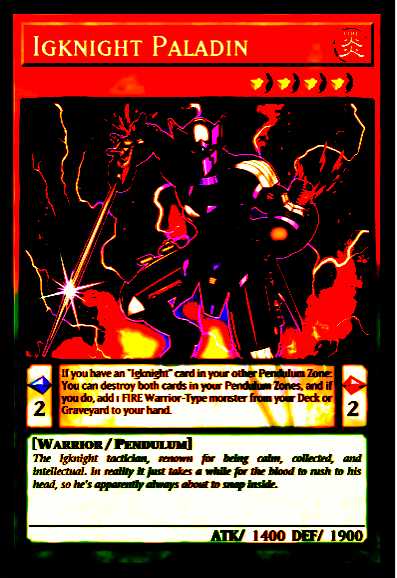 IGKNIGHT PALADIN
FIRE
炎
If you have an "Igknight" card in your other Pendulum Zone:
You can destroy both cards in your Pendulum Zones, and if
you do, add 1 FIRE Warrior-Type monster from your Deck or
Graveyard to your hand.
2
2
[WARRIOR/PENDULUM]
The Igknight tactician, renown for being calm, collected, and
intellectual. In reality it just takes a while for the blood to rush to his
head, so he's apparently always about to snap inside.
ATK/ 1400 DEF/ 1900